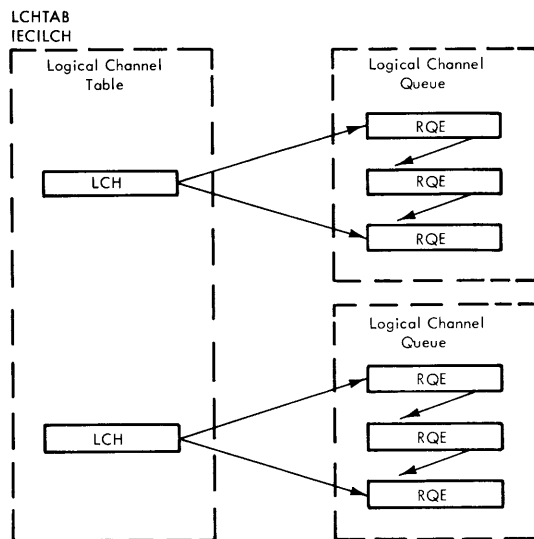 LCHTAB
IECILCH
Logical Channel
Table
LCH
LCH
Logical Channel
Queue
RQE
RQE
RQE
Logical Channel
Queue
RQE
RQE
RQE